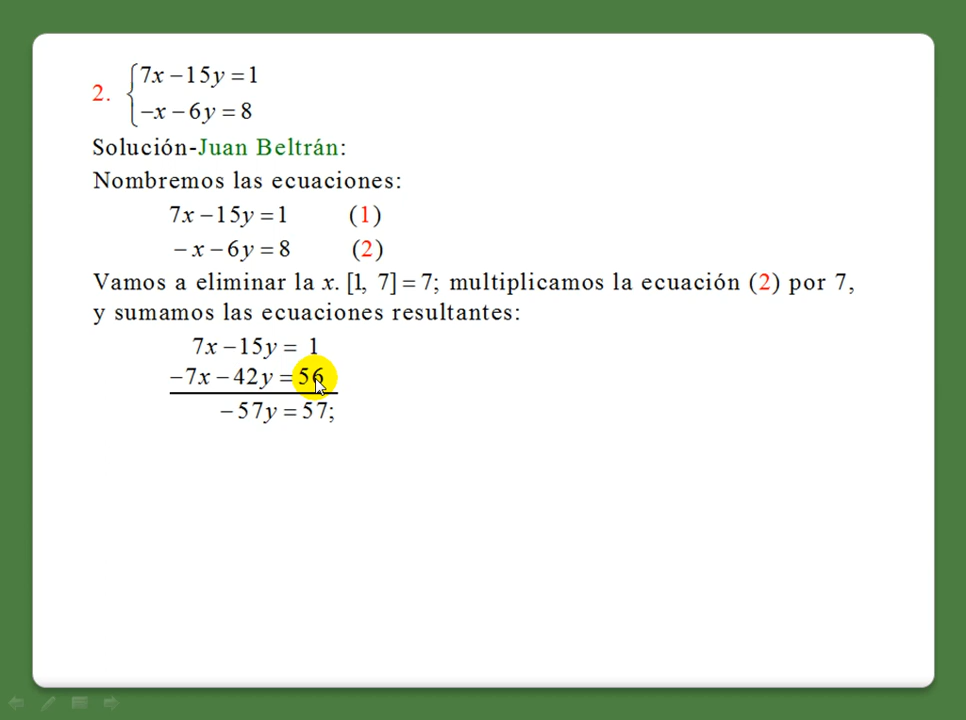 2. { 7x − 15y = 1
−x − 6y = 8
Solución-Juan Beltrán:
Nombremos las ecuaciones:
7x − 15y = 1 (1)
− x − 6y = 8 (2)
Vamos a eliminar la x. [1, 7] = 7; multiplicamos la ecuación (2) por 7,
y sumamos las ecuaciones resultantes:
7x − 15y = 1
−7x − 42y = 56
− 57y = 57;